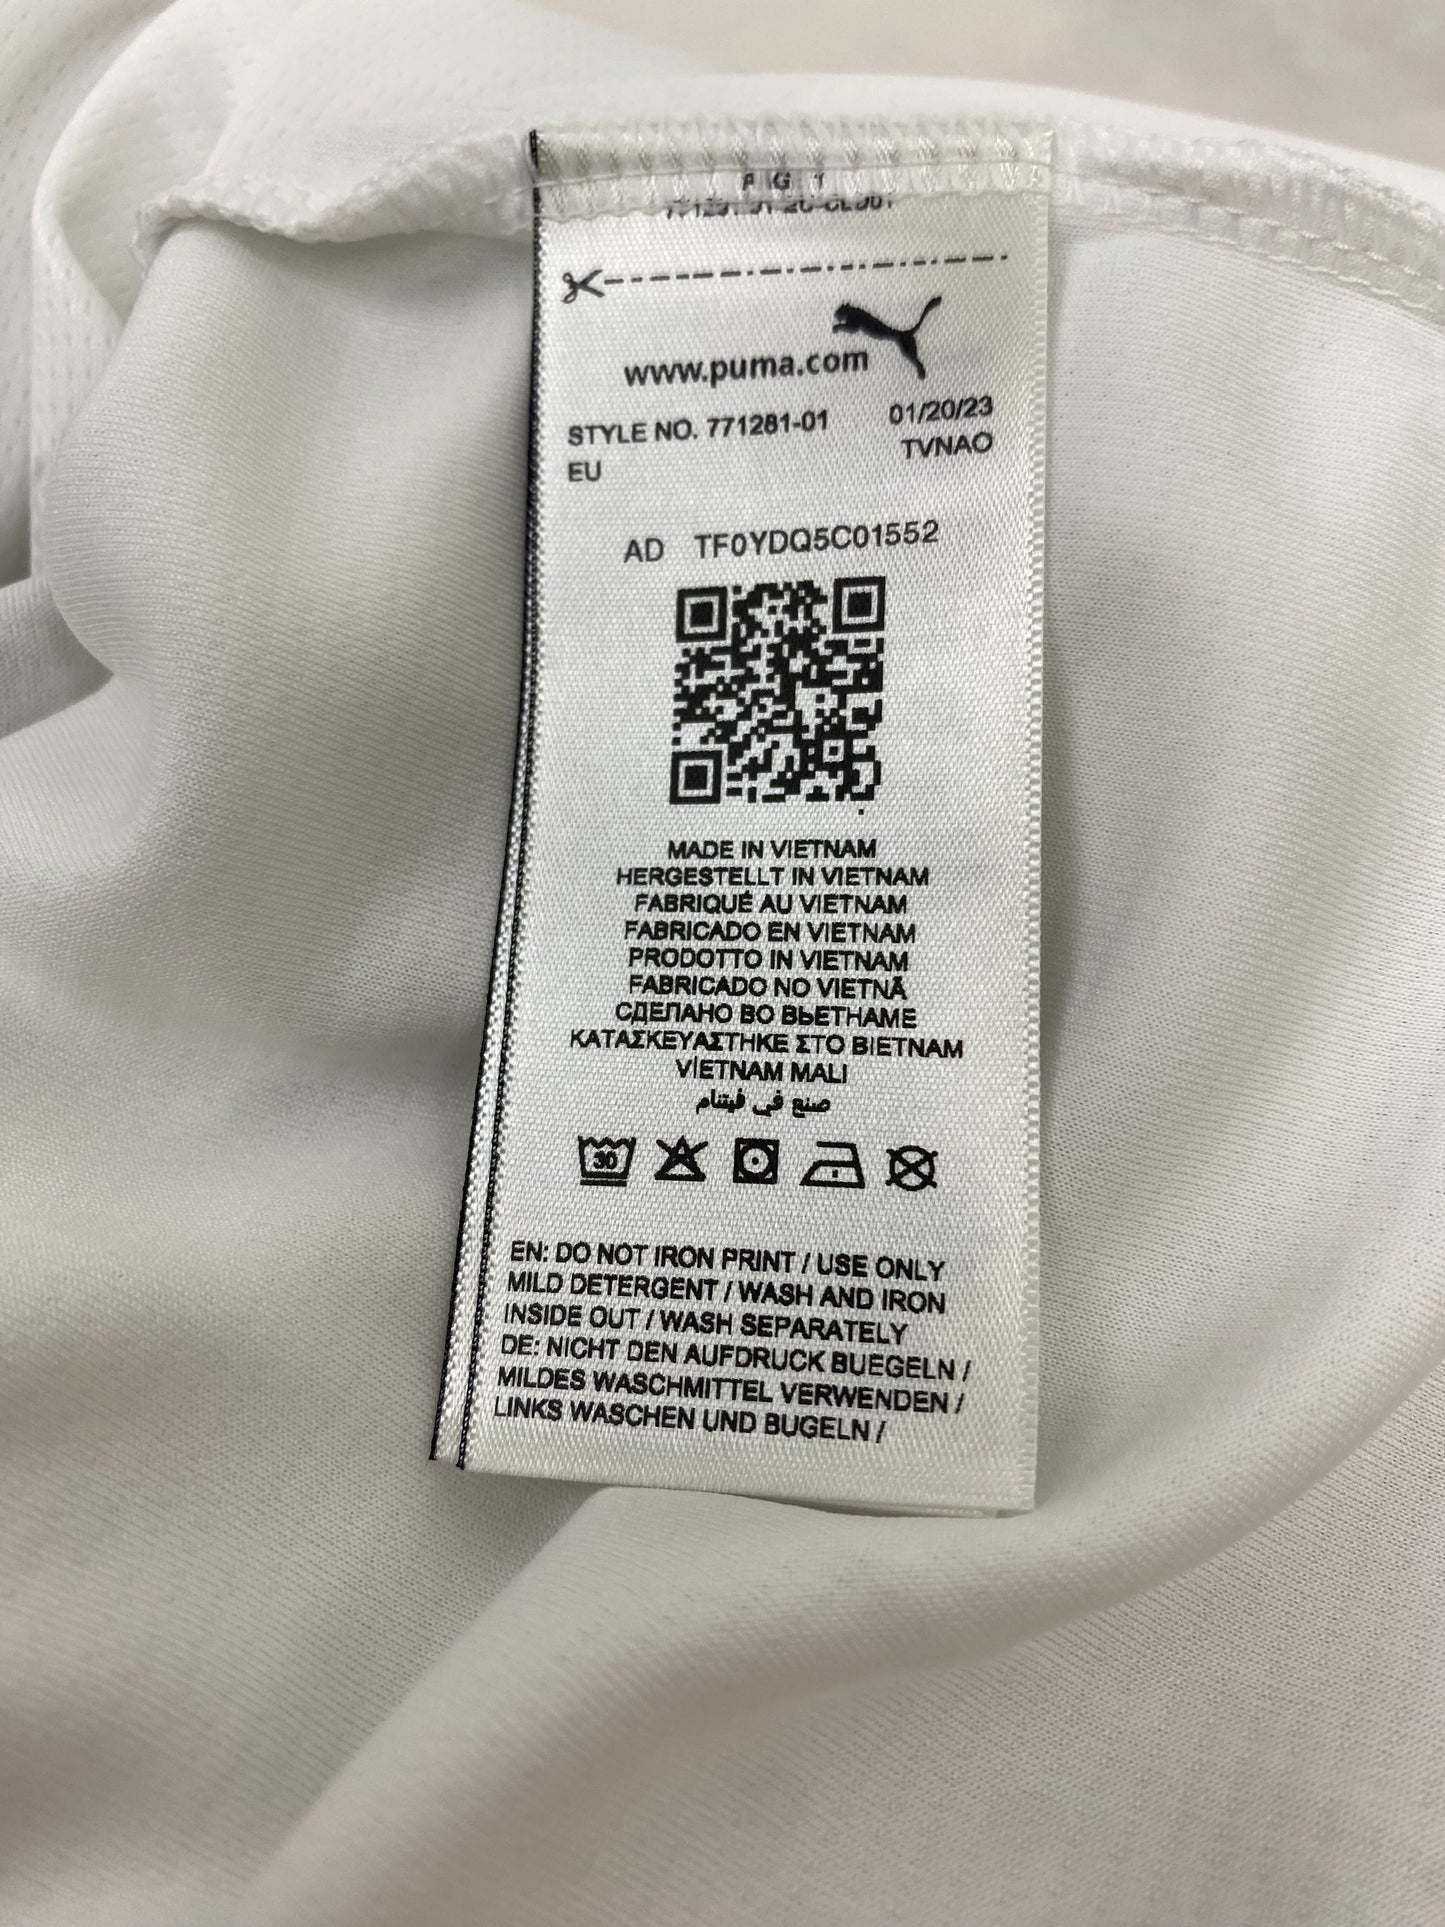 www.puma.com
STYLE NO. 771281-01 01/20/23
EU TVNAO
AD TF0YDQ5C01552
MADE IN VIETNAM
HERGESTELLT IN VIETNAM
FABRIQUÉ AU VIETNAM
FABRICADO EN VIETNAM
PRODOTTO IN VIETNAM
FABRICADO NO VIETNÃ
СДЕЛАНО ВО ВЬЕТНАМЕ
ΚΑΤΑΣΚΕΥΑΣΤΗΚΕ ΣΤΟ ΒΙΕΤΝΑΜ
VİETNAM MALI
صنع في فيتنام
30
EN: DO NOT IRON PRINT / USE ONLY
MILD DETERGENT / WASH AND IRON
INSIDE OUT / WASH SEPARATELY
DE: NICHT DEN AUFDRUCK BUEGELN /
MILDES WASCHMITTEL VERWENDEN /
LINKS WASCHEN UND BUGELN /